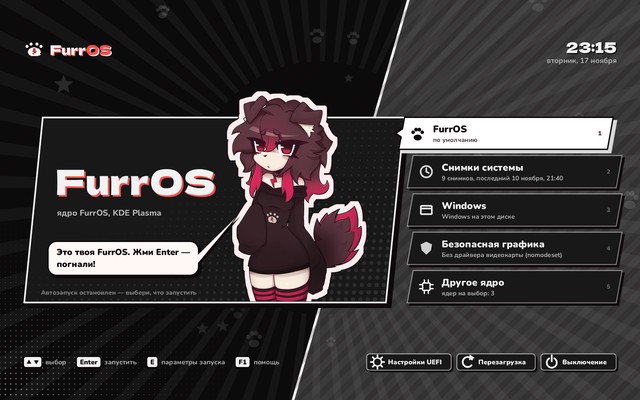 FurrOS
23:15
вторник, 17 ноября
FurrOS
ядро FurrOS, KDE Plasma
Это твоя FurrOS. Жми Enter —
погнали!
Автозапуск остановлен — выбери, что запустить
FurrOS
по умолчанию
1
Снимки системы
9 снимков, последний 10 ноября, 21:40
2
Windows
Windows на этом диске
3
Безопасная графика
Без драйвера видеокарты (nomodeset)
4
Другое ядро
ядер на выбор: 3
5
▲▼ выбор Enter запустить E параметры запуска F1 помощь
Настройки UEFI
Перезагрузка
Выключение